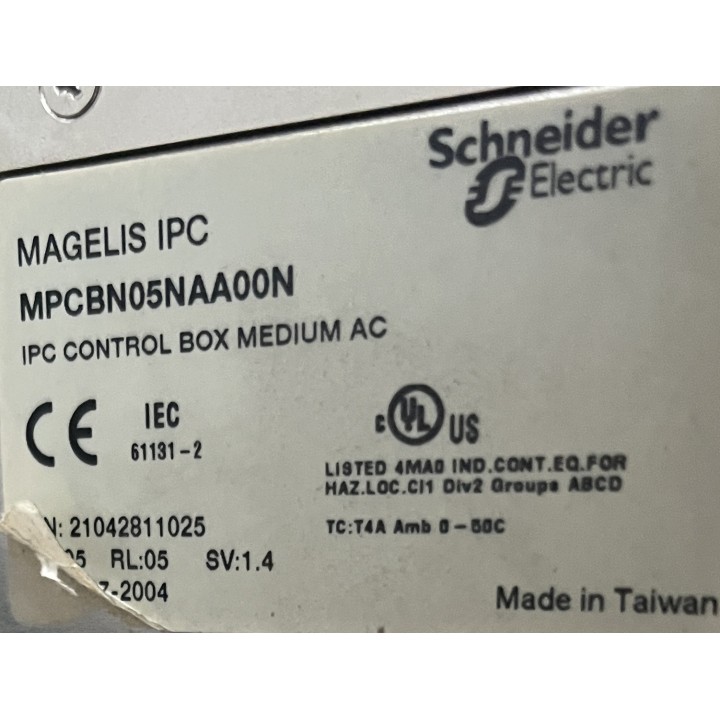 Schneider
Electric
MAGELIS IPC
MPCBN05NAA00N
IPC CONTROL BOX MEDIUM AC
CE IEC
61131-2
c UL US
LISTED 4MA0 IND.CONT.EQ.FOR
HAZ.LOC.Cl1 Div2 Groups ABCD
N: 21042811025
TC:T4A Amb 0-50C
05 RL:05 SV:1.4
-2004
Made in Taiwan